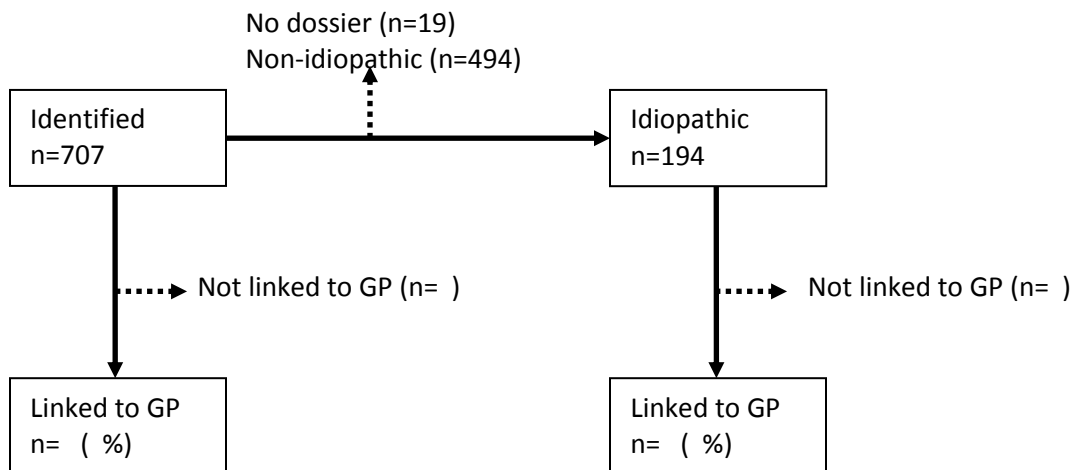 No dossier (n=19)
Non-idiopathic (n=494)
Identified
n=707
Idiopathic
n=194
Not linked to GP (n=  )
Not linked to GP (n=  )
Linked to GP
n=   (  %)
Linked to GP
n=   (  %)